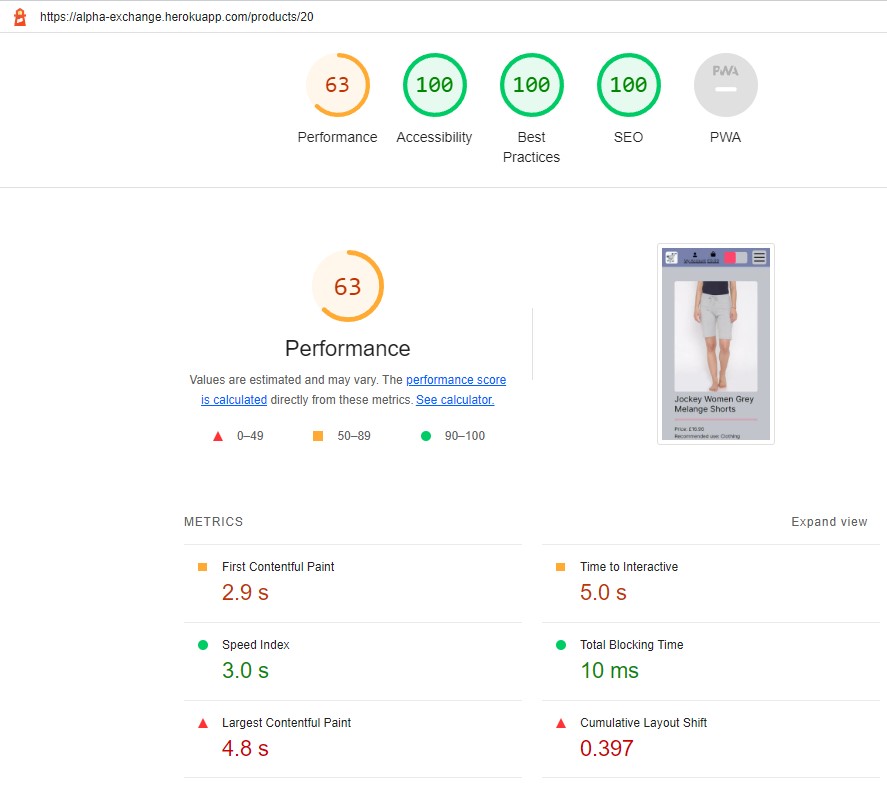 https://alpha-exchange.herokuapp.com/products/20
63
100
100
100
PWA
Performance
Accessibility
Best
Practices
SEO
PWA
63
Performance
Values are estimated and may vary. The performance score
is calculated directly from these metrics. See calculator.
0–49
50–89
90–100
Jockey Women Grey
Melange Shorts
Price: £16.90
Recommended use: Clothing
METRICS
Expand view
First Contentful Paint
2.9 s
Time to Interactive
5.0 s
Speed Index
3.0 s
Total Blocking Time
10 ms
Largest Contentful Paint
4.8 s
Cumulative Layout Shift
0.397